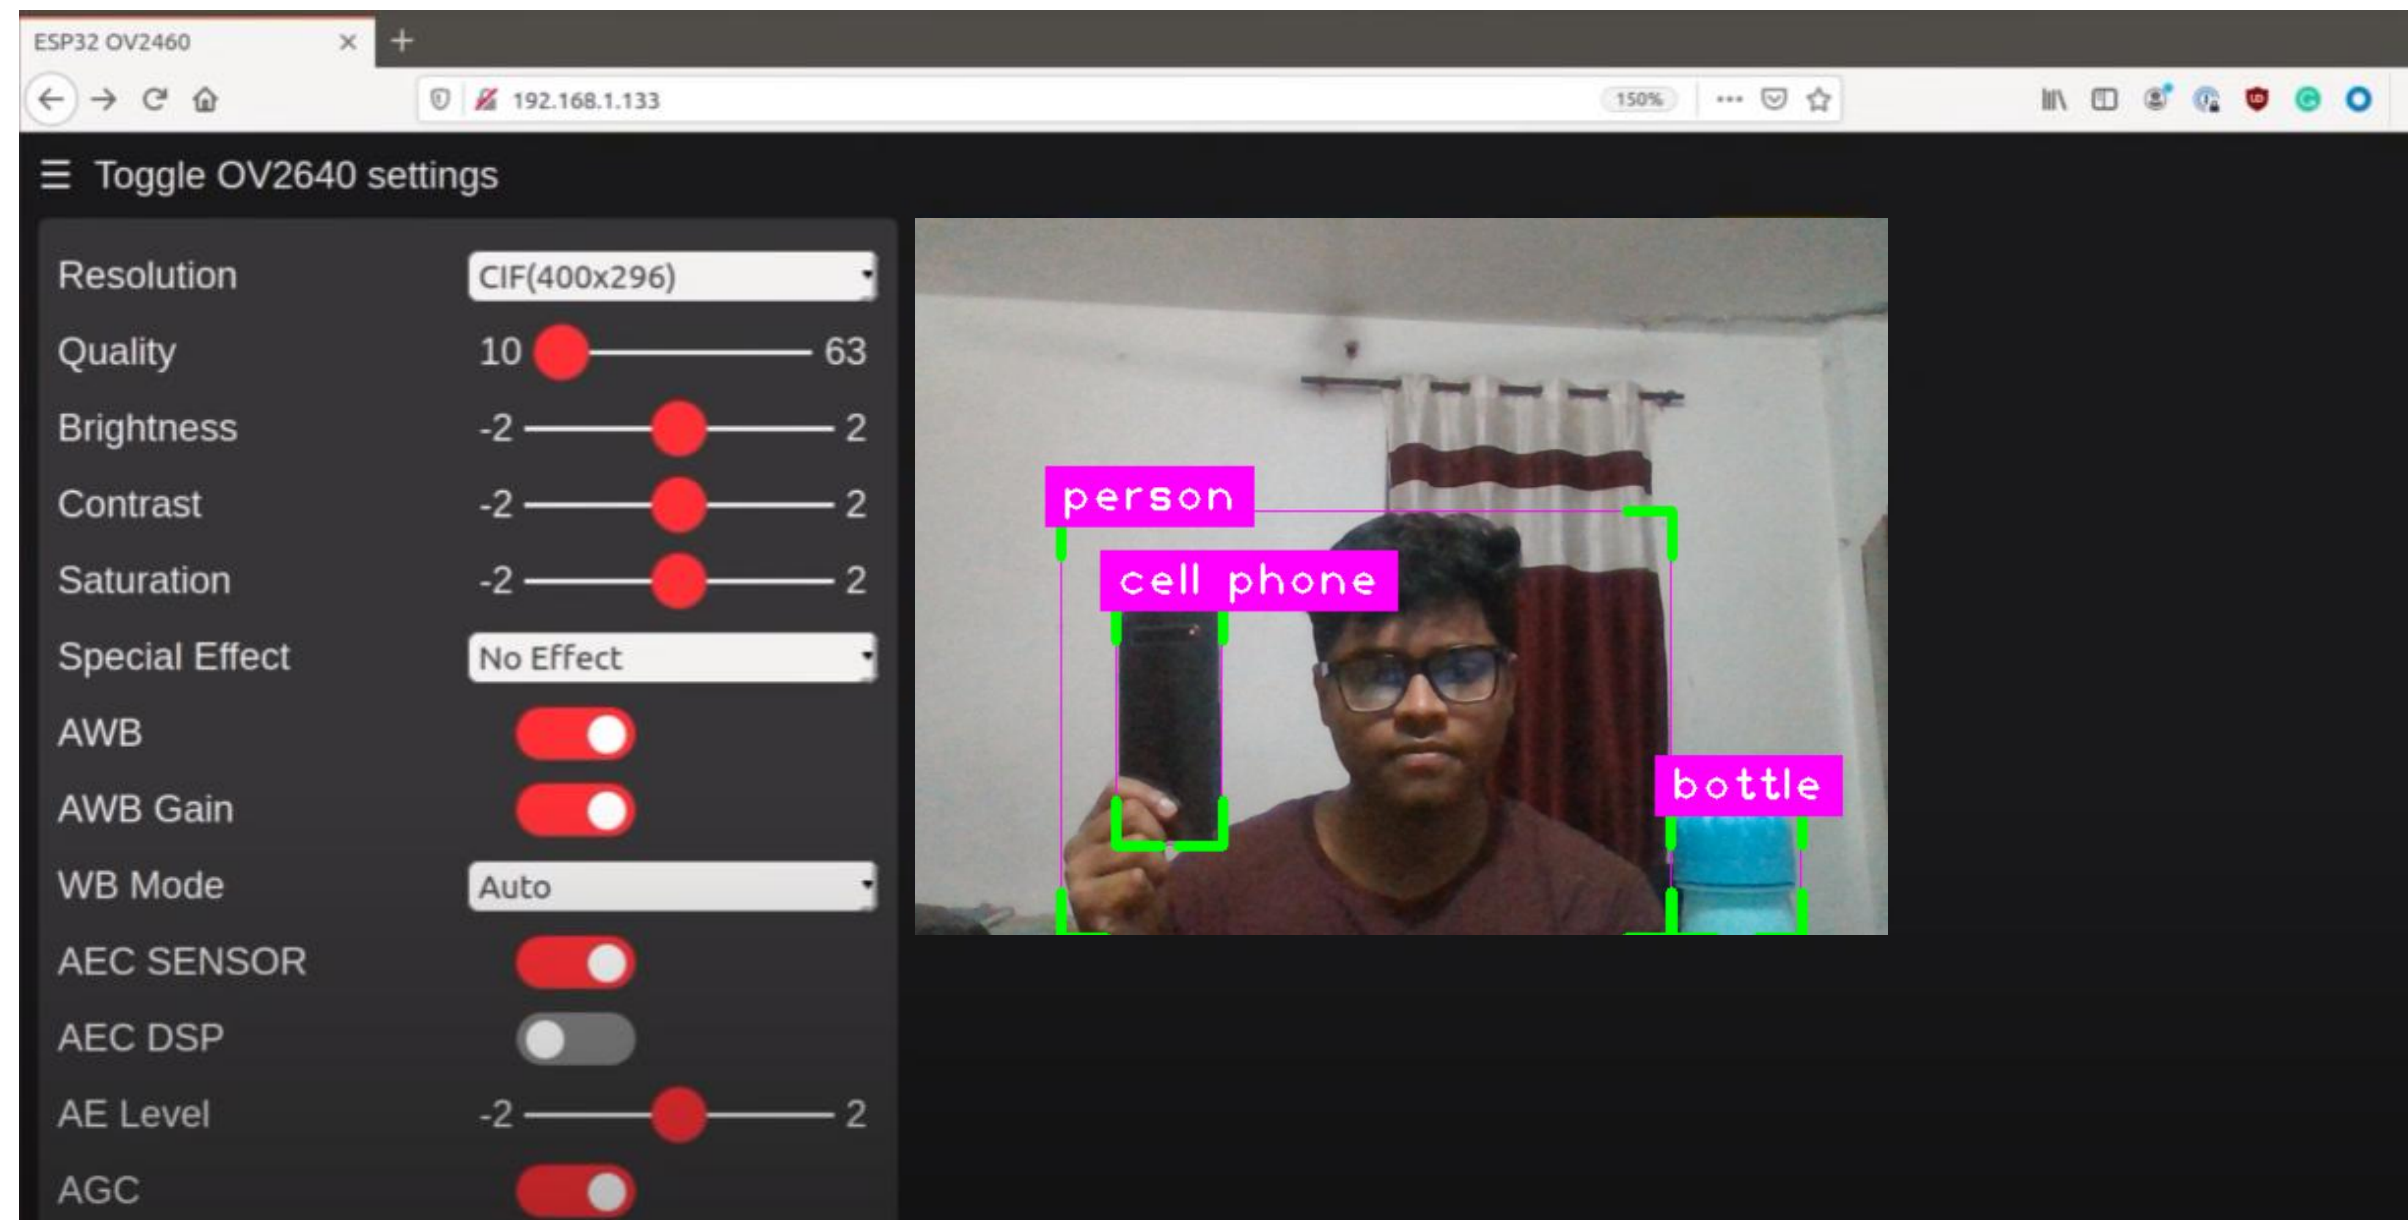 ESP32 OV2460
192.168.1.133
150%
Toggle OV2640 settings
Resolution CIF(400x296)
Quality 10 63
Brightness -2 2
Contrast -2 2
Saturation -2 2
Special Effect No Effect
AWB
AWB Gain
WB Mode Auto
AEC SENSOR
AEC DSP
AE Level -2 2
AGC
person
cell phone
bottle